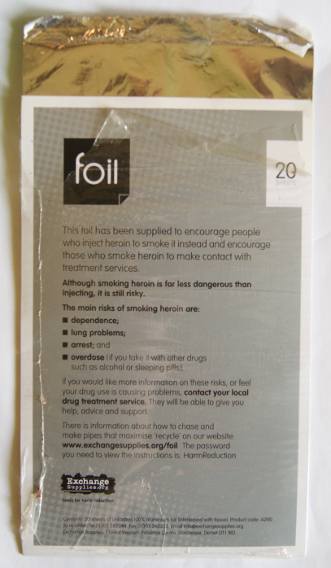 foil
20
This foil has been supplied to encourage people
who inject heroin to smoke it instead and encourage
those who smoke heroin to make contact with
treatment services.
Although smoking heroin is far less dangerous than
injecting, it is still risky.
The main risks of smoking heroin are:
■ dependence;
■ lung problems;
■ arrest; and
■ overdose (if you take it with other drugs
such as alcohol or sleeping pills).
If you would like more information on these risks, or feel
your drug use is causing problems, contact your local
drug treatment service. They will be able to give you
help, advice and support.
There is information about how to chase and
make pipes that maximise 'recycle' on our website
www.exchangesupplies.org/foil. The password
you need to view the instructions is: HarmReduction
Exchange
Supplies.org
tools for harm reduction